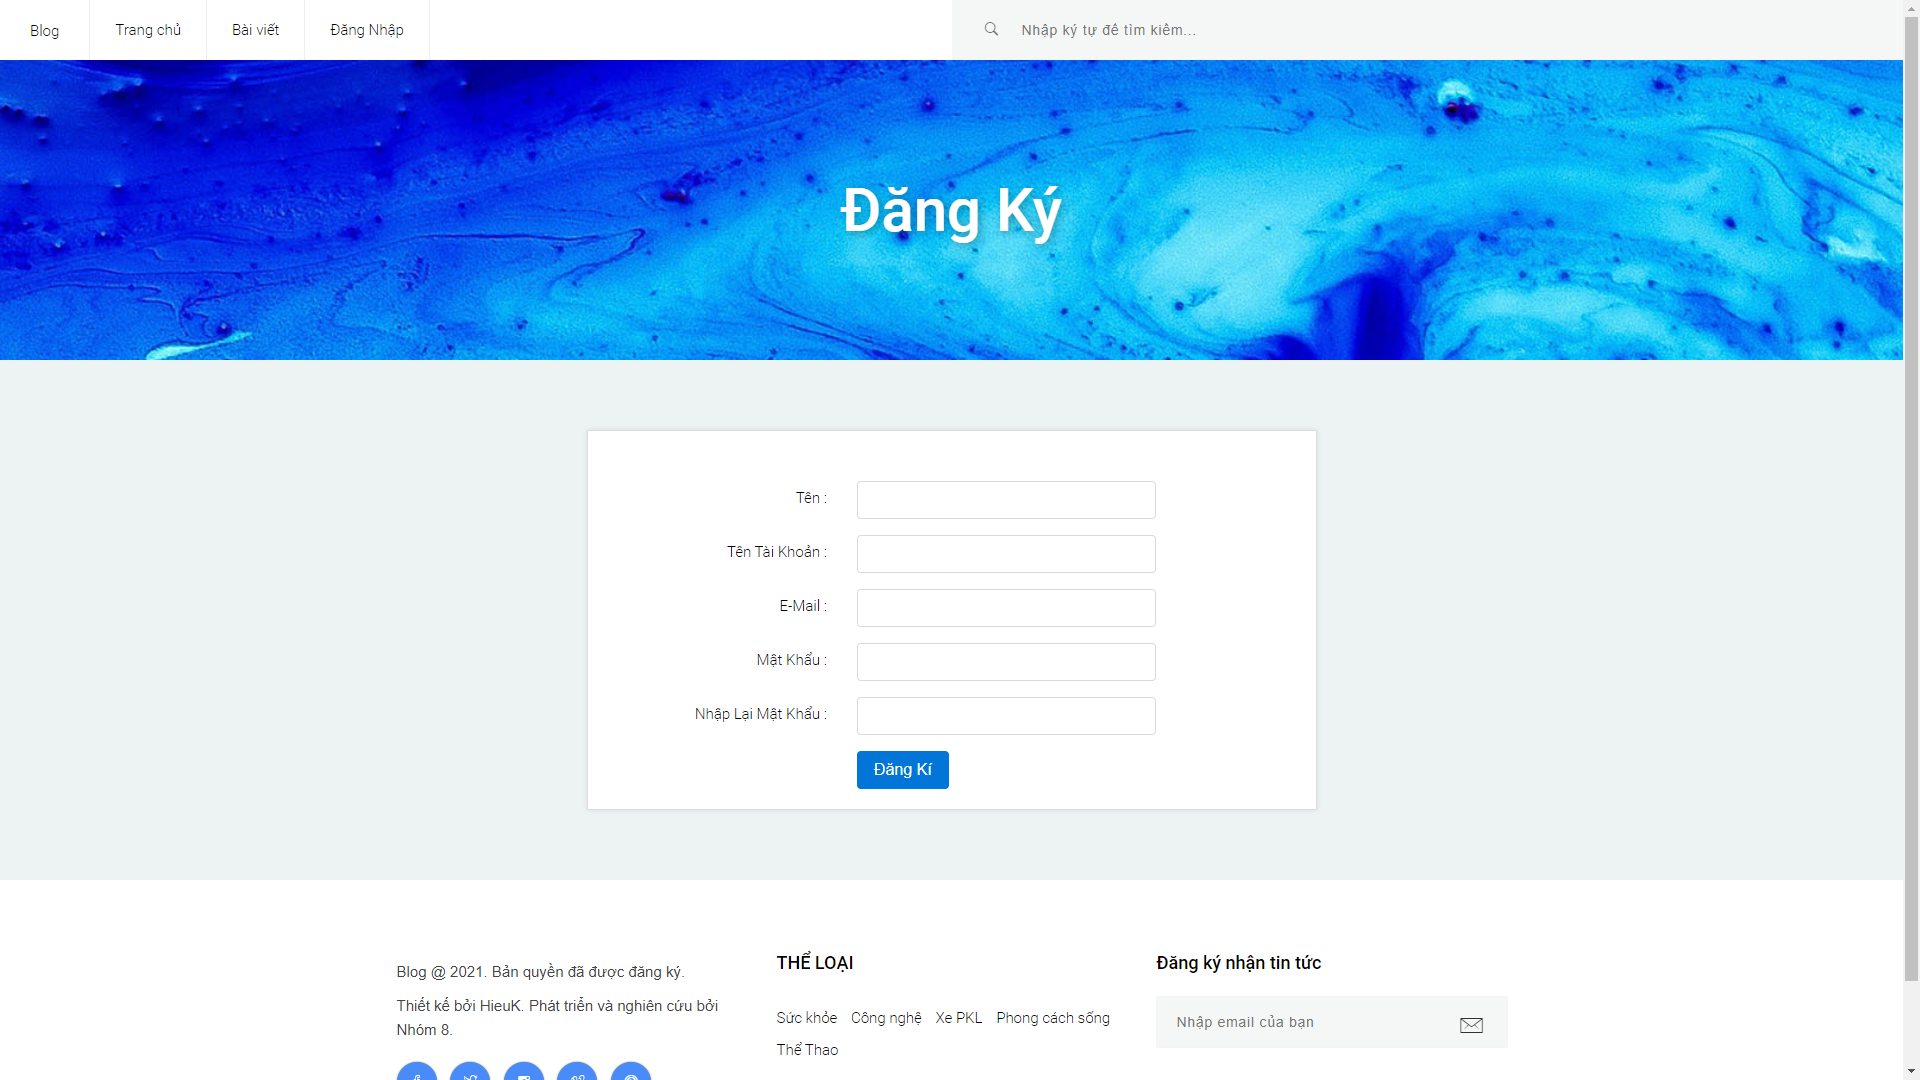 Blog
Trang chủ
Bài viết
Đăng Nhập
Nhập ký tự để tìm kiếm...
Đăng Ký
Tên :
Tên Tài Khoản :
E-Mail :
Mật Khẩu :
Nhập Lại Mật Khẩu :
Đăng Kí
Blog @ 2021. Bản quyền đã được đăng ký.
Thiết kế bởi HieuK. Phát triển và nghiên cứu bởi
Nhóm 8.
THỂ LOẠI
Sức khỏe Công nghệ Xe PKL Phong cách sống
Thể Thao
Đăng ký nhận tin tức
Nhập email của bạn